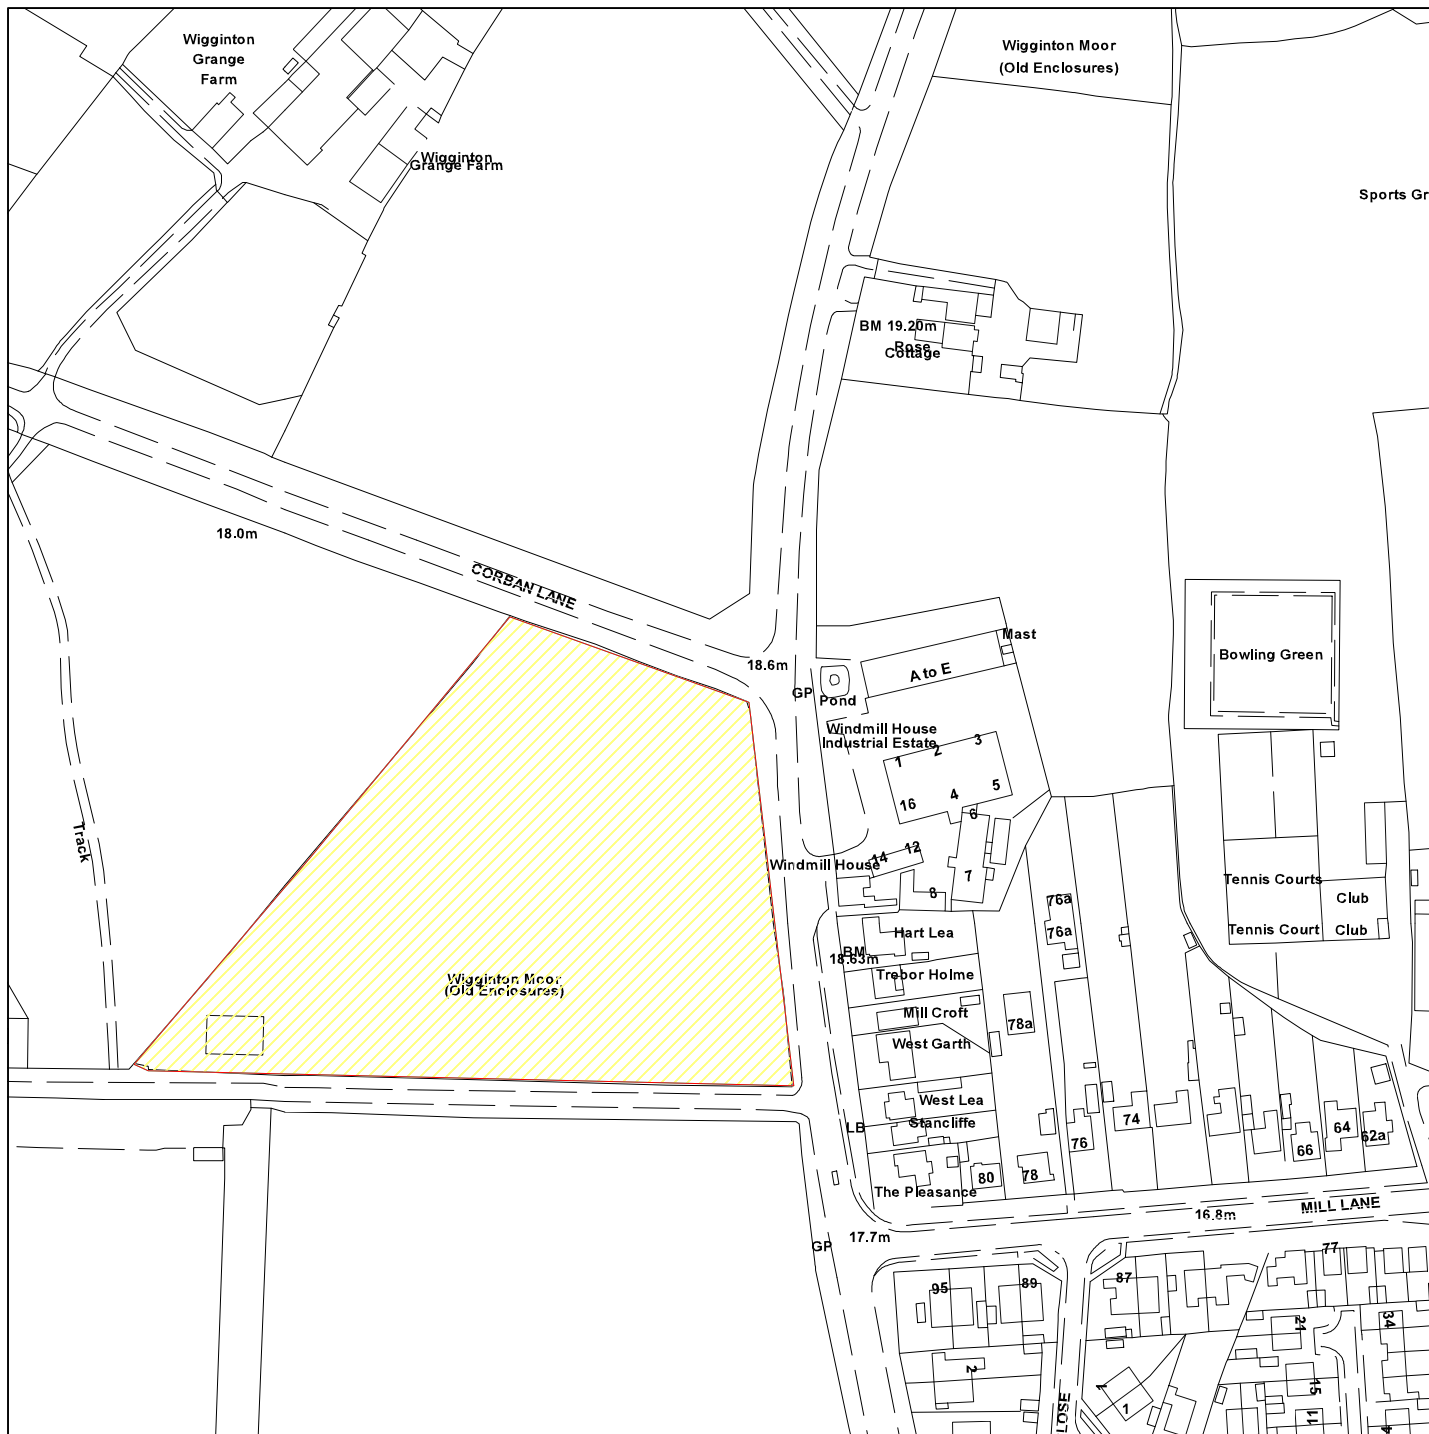 Wigginton
Grange
Farm
Wigginton Moor
(Old Enclosures)
Wigginton
Grange Farm
Sports Gr
BM 19.20m
Rose
Cottage
18.0m
CORBAN LANE
Mast
18.6m
A to E
Bowling Green
GP
Pond
Windmill House
Industrial Estate
1
2
3
16
4
5
6
Track
14
12
Windmill House
7
8
Tennis Courts
Club
76a
76a
Hart Lea
Tennis Court
Club
BM
18.63m
Trebor Holme
Wigginton Moor
(Old Enclosures)
Mill Croft
78a
West Garth
West Lea
Stancliffe
LB
76
74
66
64
62a
80
78
The Pleasance
MILL LANE
16.8m
17.7m
GP
77
95
89
87
21
34
2
15
1
1
11
4
LOSE